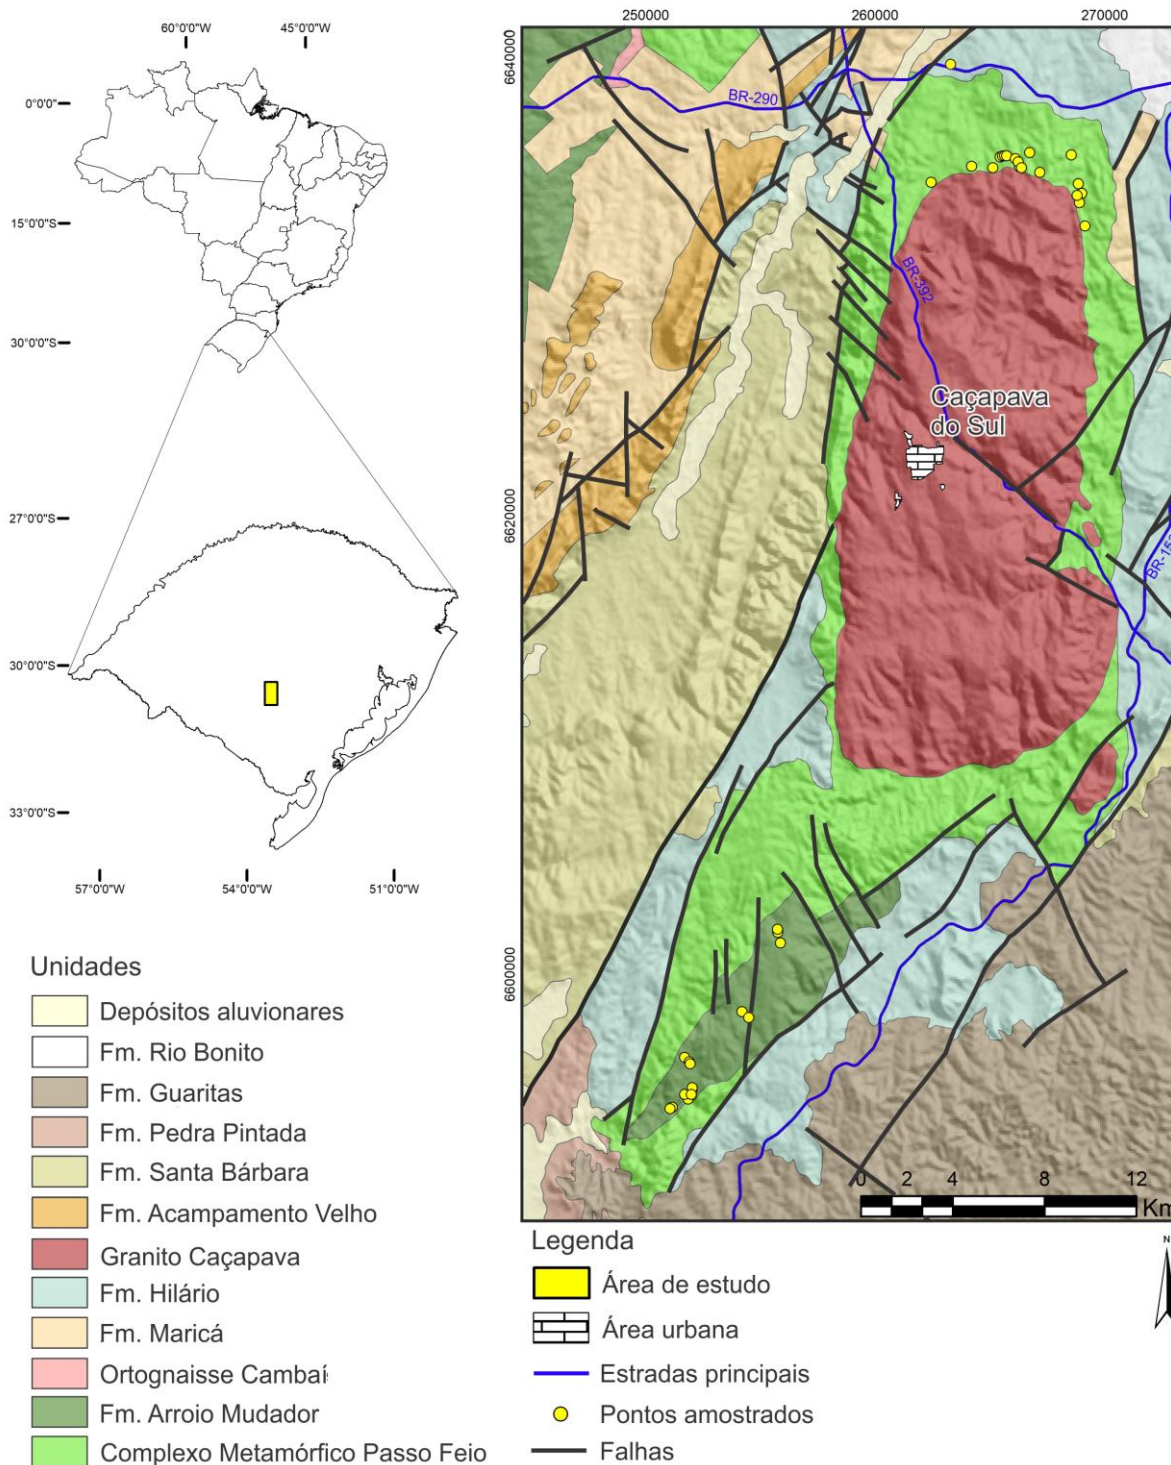 60°0'0"W
45°0'0"W
0°0'0"
15°0'0"S
30°0'0"S
27°0'0"S
30°0'0"S
33°0'0"S
57°0'0"W
54°0'0"W
51°0'0"W
250000
260000
270000
6640000
6620000
6600000
BR-290
BR-392
Caçapava
do Sul
0
2
4
8
12
Km
Unidades
Depósitos aluvionares
Fm. Rio Bonito
Fm. Guaritas
Fm. Pedra Pintada
Fm. Santa Bárbara
Fm. Acampamento Velho
Granito Caçapava
Fm. Hilário
Fm. Maricá
Ortognaisse Cambaí
Fm. Arroio Mudador
Complexo Metamórfico Passo Feio
Legenda
Área de estudo
Área urbana
Estradas principais
Pontos amostrados
Falhas
N